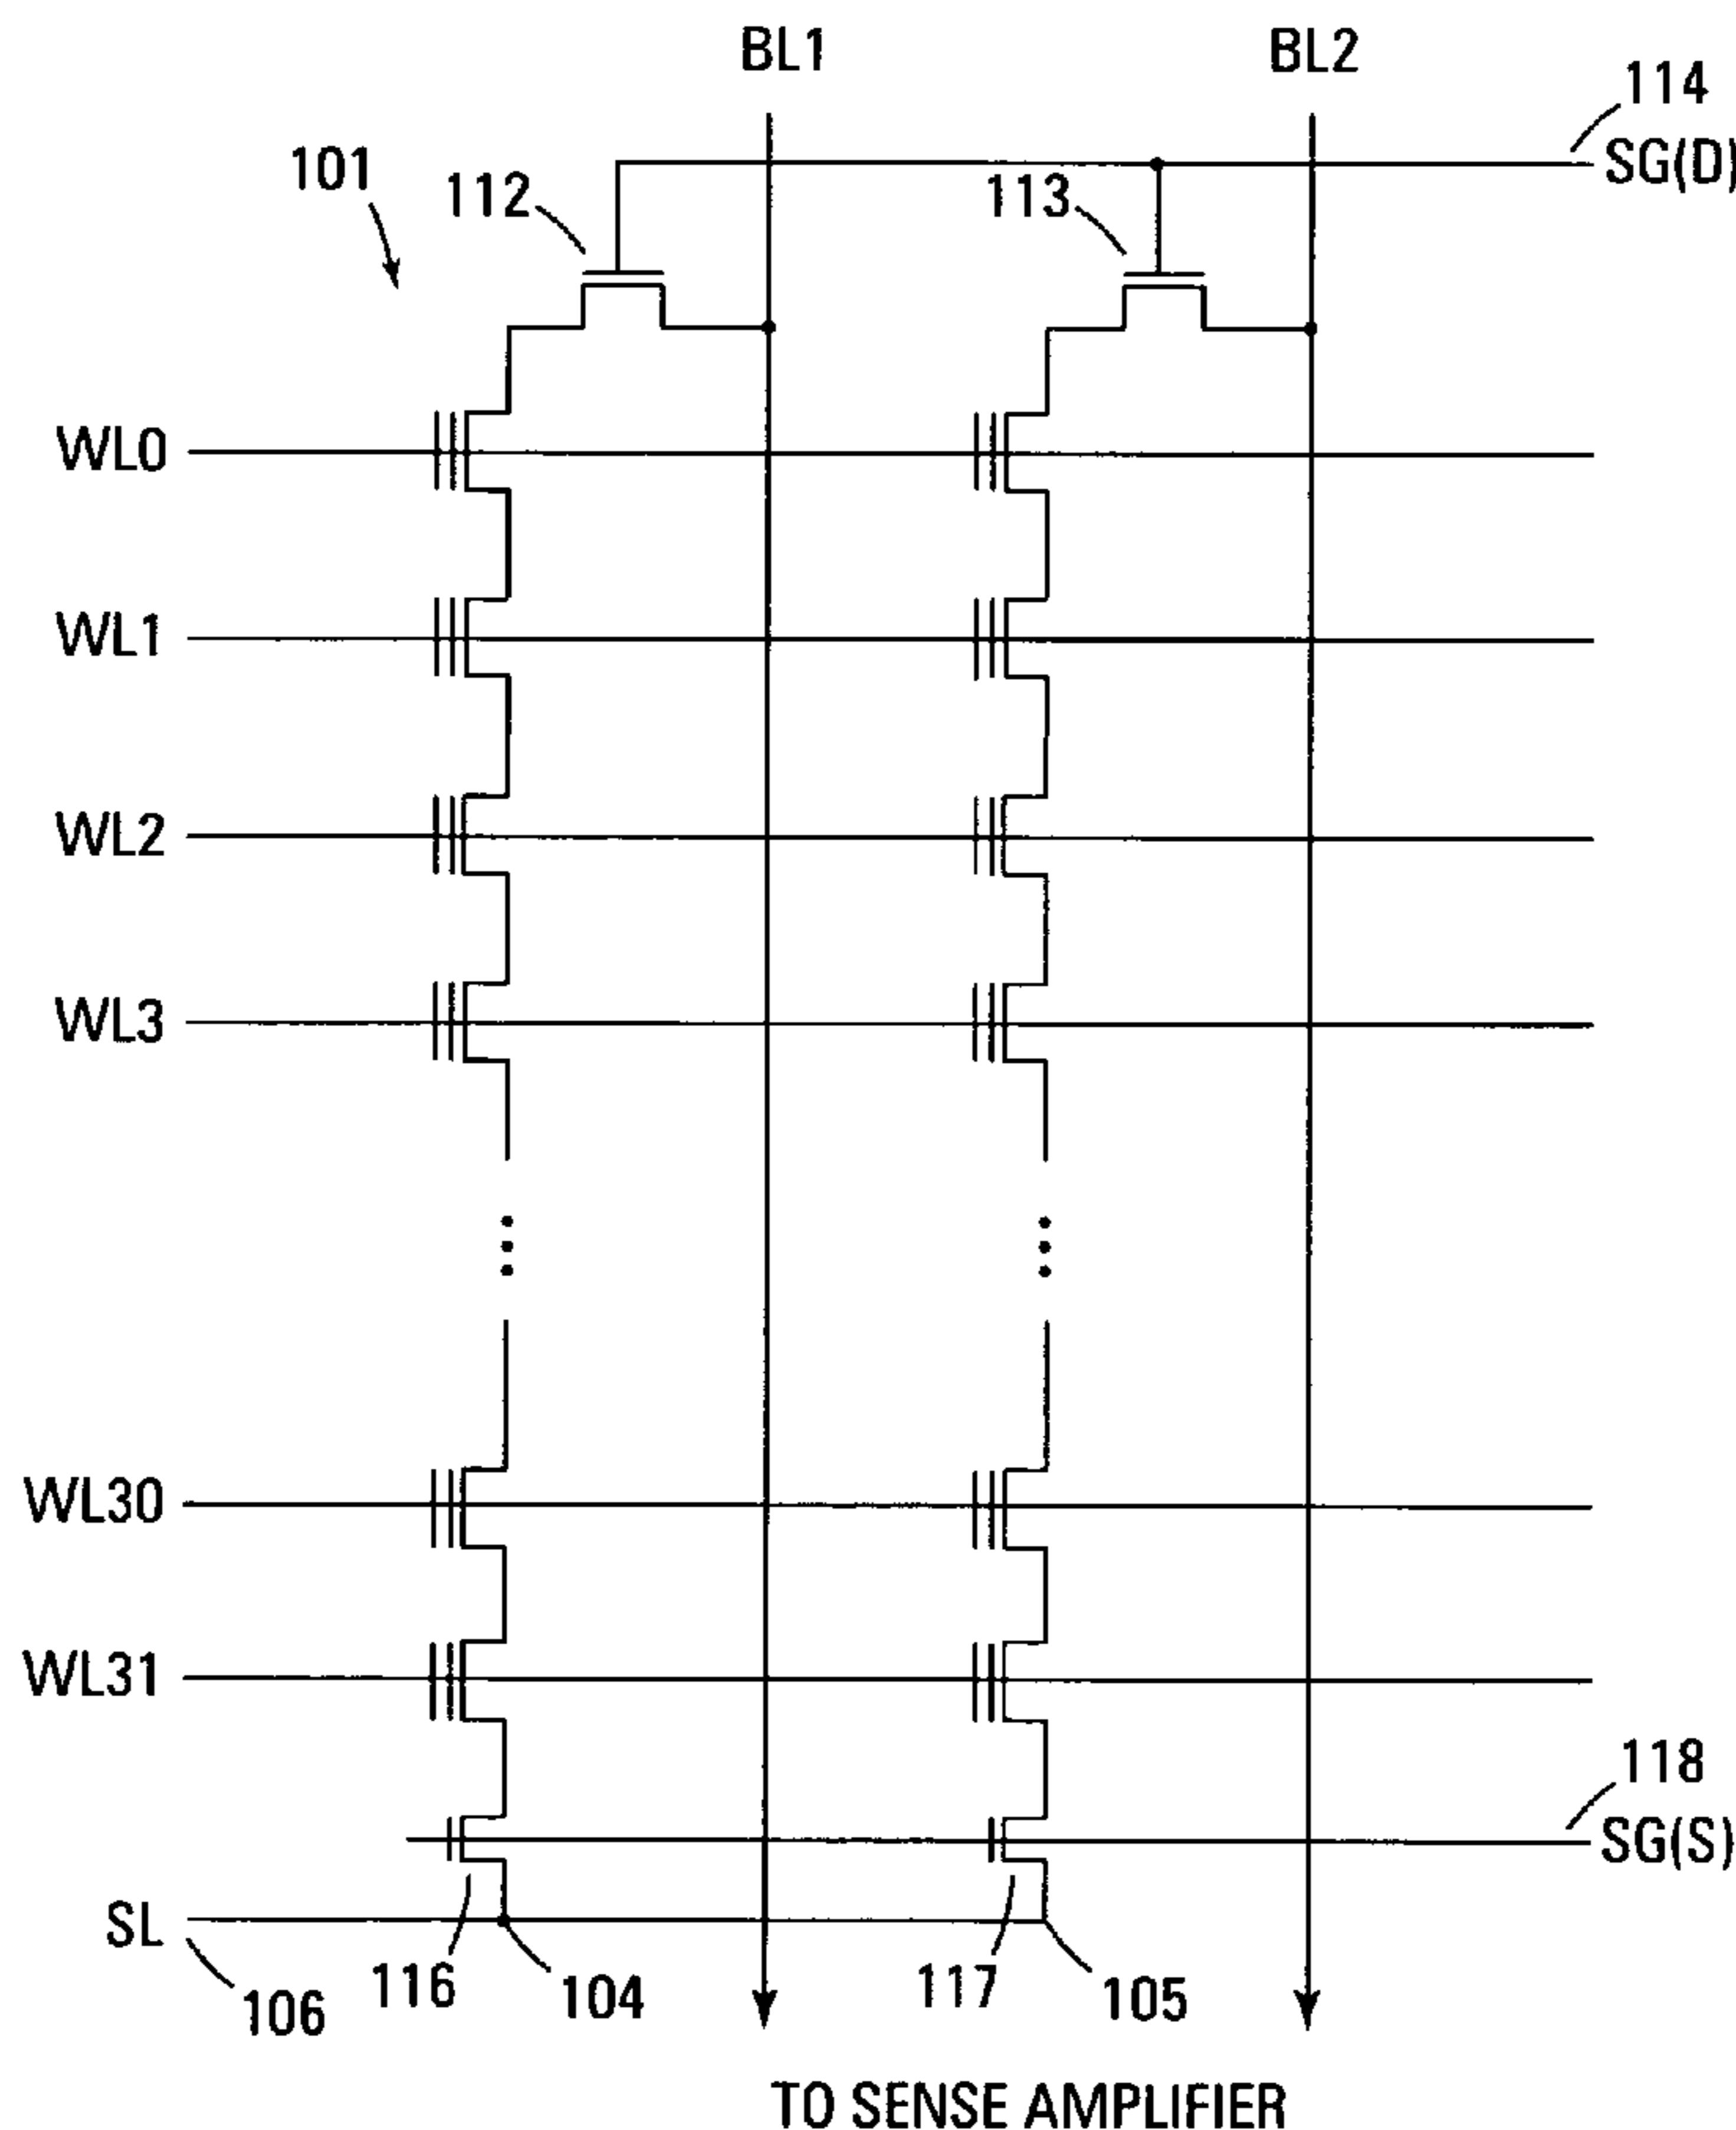 BL1
BL2
114
SG(D)
101
112
113
WL0
WL1
WL2
WL3
WL30
WL31
118
SG(S)
SL
106
116
104
117
105
TO SENSE AMPLIFIER